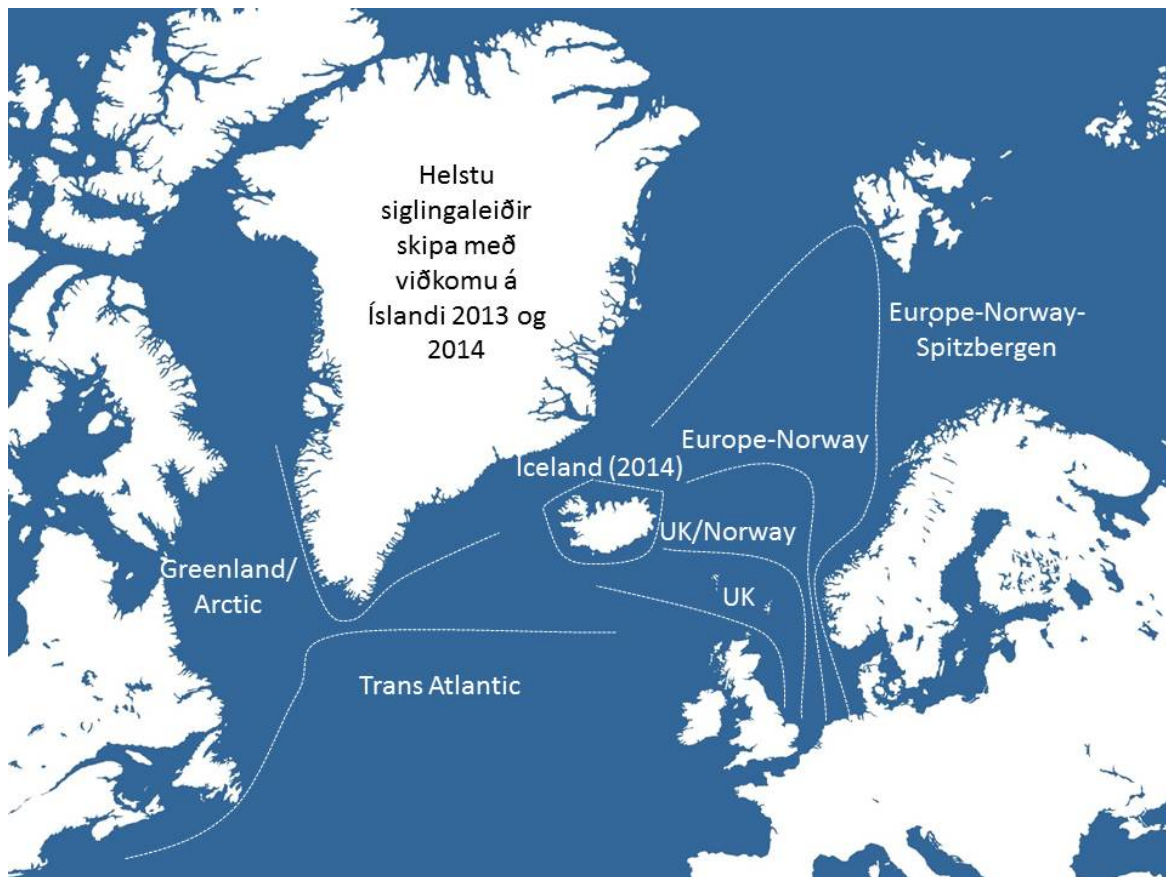 Helstu
siglingaleiðir
skipa með
viðkomu á
Íslandi 2013 og
2014
Europe-Norway-
Spitzbergen
Europe-Norway
Iceland (2014)
UK/Norway
Greenland/
Arctic
UK
Trans Atlantic